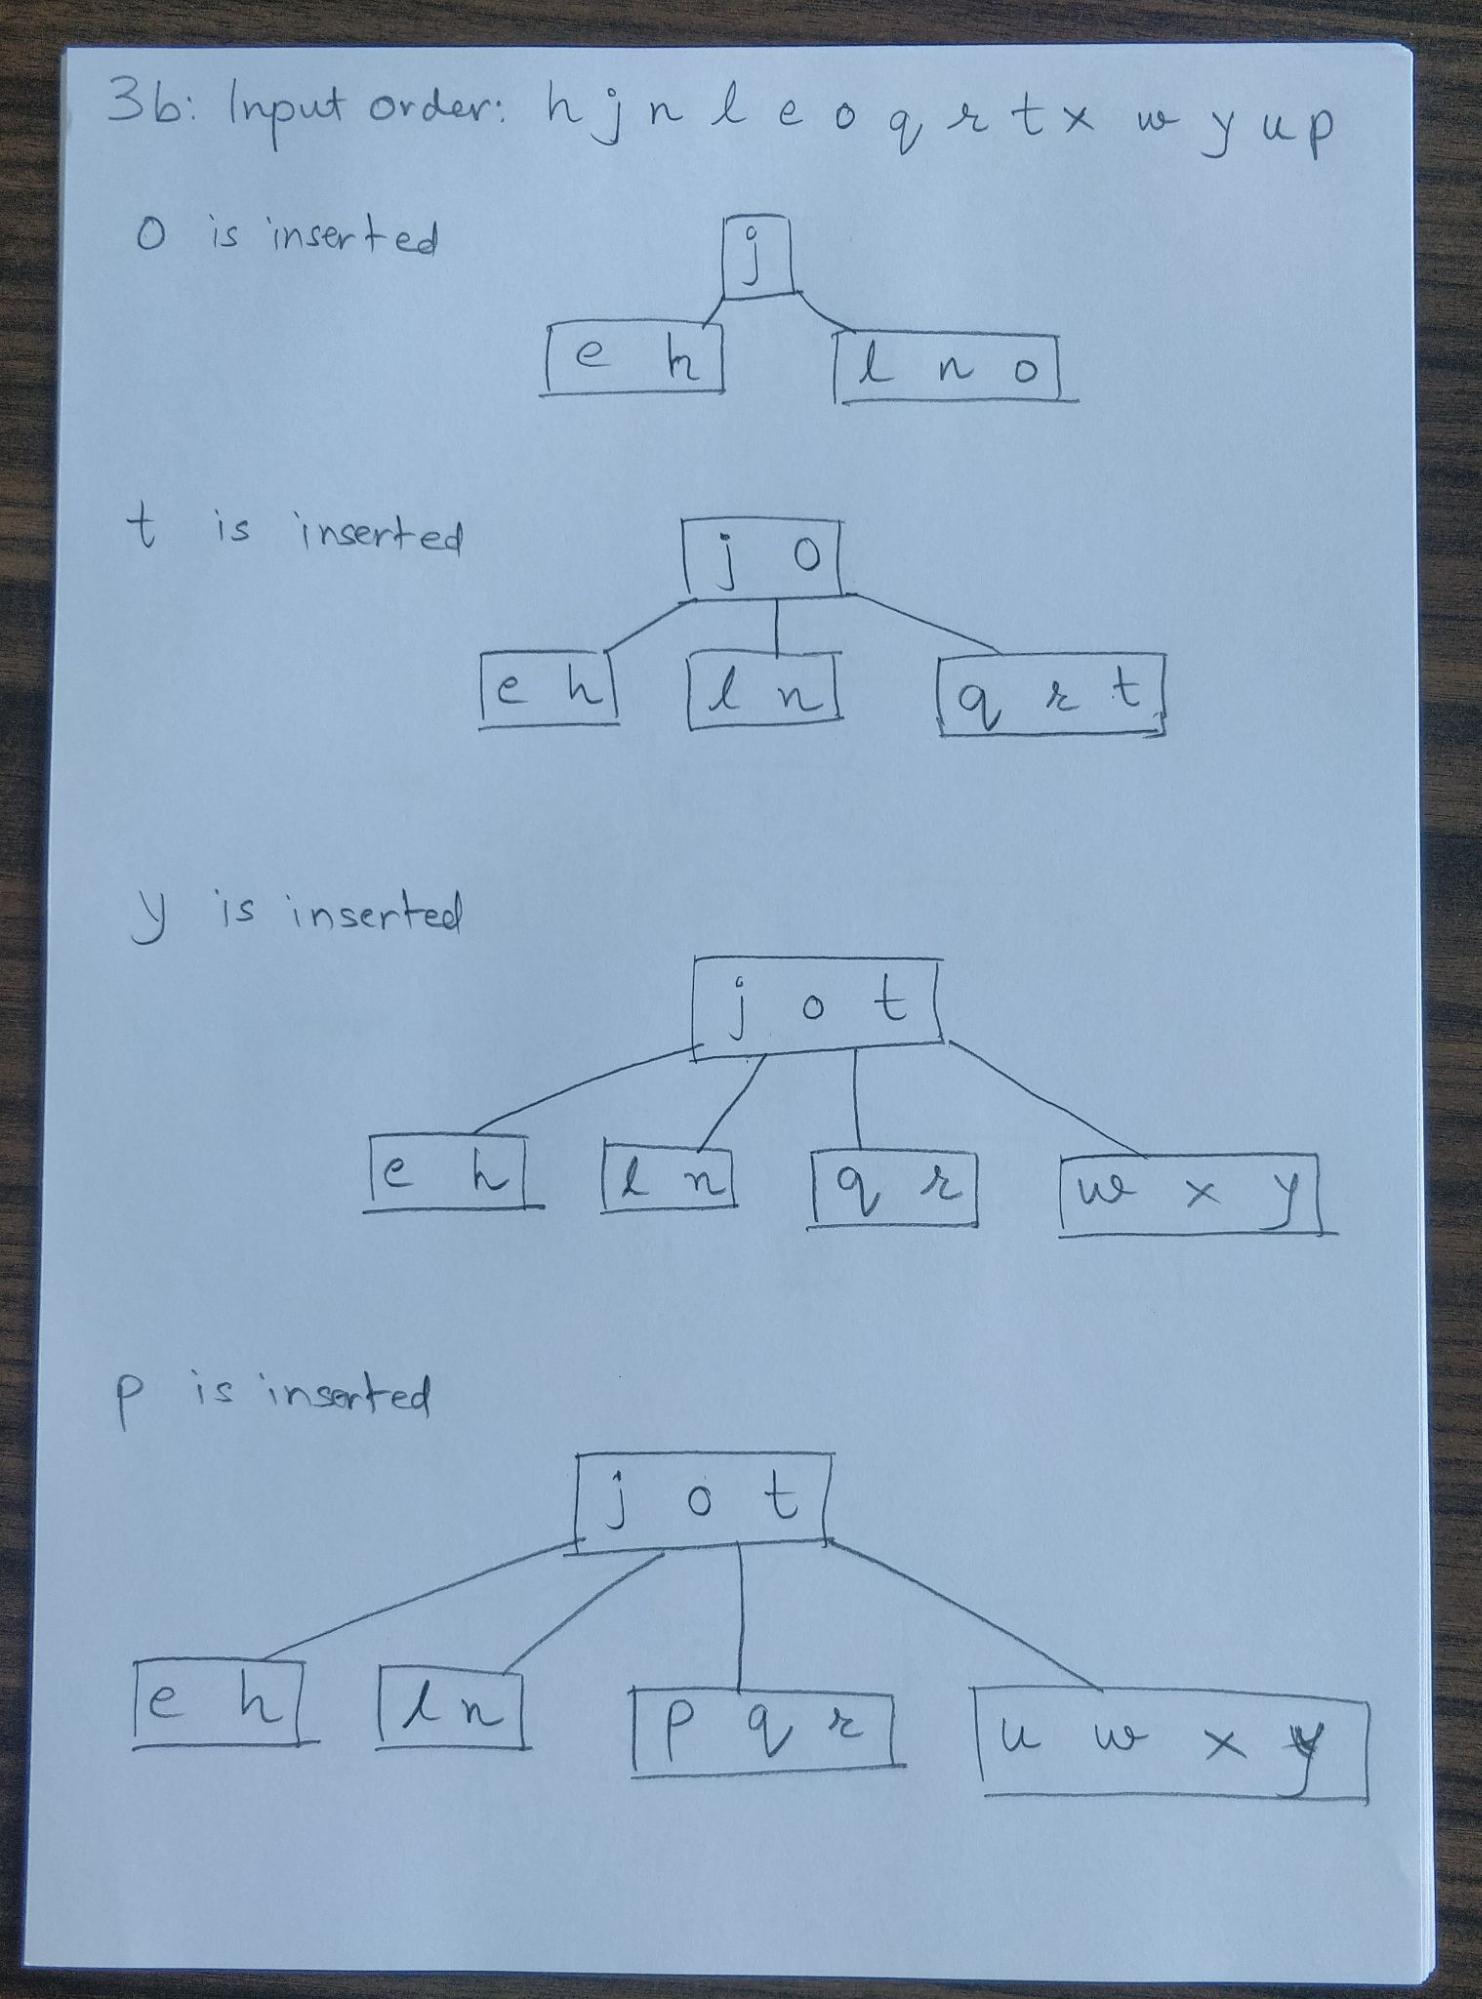 3b: Input order: h j n l e o q r t x w y u p
o is inserted
j
e h l n o
t is inserted
j o
e h l n q r t
y is inserted
j o t
e h l n q r w x y
p is inserted
j o t
e h l n p q r u w x y